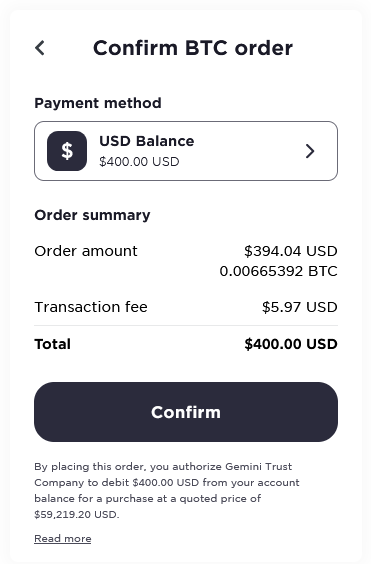 Confirm BTC order
Payment method
$
USD Balance
$400.00 USD
Order summary
Order amount $394.04 USD
0.00665392 BTC
Transaction fee $5.97 USD
Total $400.00 USD
Confirm
By placing this order, you authorize Gemini Trust
Company to debit $400.00 USD from your account
balance for a purchase at a quoted price of
$59,219.20 USD.
Read more